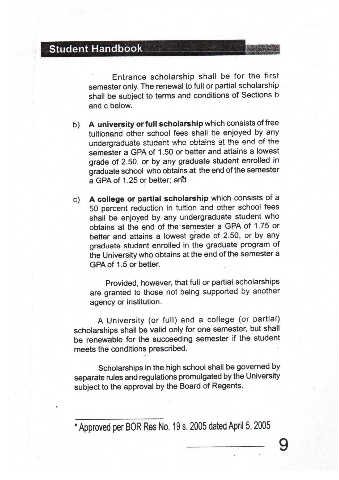 Student Handbook
Entrance scholarship shall be for the first
semester only. The renewal to full or partial scholarship
shall be subject to terms and conditions of Sections b
and c below.
b) A university or full scholarship which consists of free
tuitionand other school fees shall be enjoyed by any
undergraduate student who obtains at the end of the
semester a GPA of 1.50 or better and attains a lowest
grade of 2.50, or by any graduate student enrolled in
graduate school who obtains at the end of the semester
a GPA of 1.25 or better; and
c) A college or partial scholarship which consists of a
50 percent reduction in tuition and other school fees
shall be enjoyed by any undergraduate student who
obtains at the end of the semester a GPA of 1.75 or
better and attains a lowest grade of 2.50, or by any
graduate student enrolled in the graduate program of
the University who obtains at the end of the semester a
GPA of 1.5 or better.
Provided, however, that full or partial scholarships
are granted to those not being supported by another
agency or institution.
A University (or full) and a college (or partial)
scholarships shall be valid only for one semester, but shall
be renewable for the succeeding semester if the student
meets the conditions prescribed.
Scholarships in the high school shall be governed by
separate rules and regulations promulgated by the University
subject to the approval by the Board of Regents.
* Approved per BOR Res No. 19 s. 2005 dated April 5, 2005
9